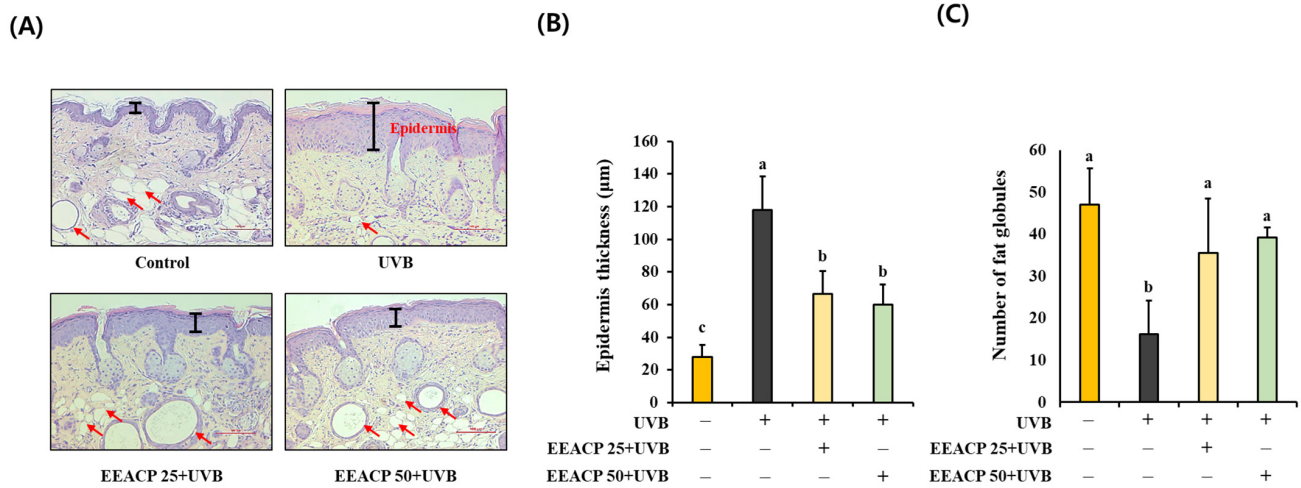 (A)
Epidermis
Control
UVB
EEACP 25+UVB
EEACP 50+UVB
(B)
Epidermis thickness (μm)
160
140
120
100
80
60
40
20
0
a
b
b
c
UVB − + + +
EEACP 25+UVB − − + −
EEACP 50+UVB − − − +
(C)
Number of fat globules
60
50
40
30
20
10
0
a
b
a
a
UVB − + + +
EEACP 25+UVB − − + −
EEACP 50+UVB − − − +